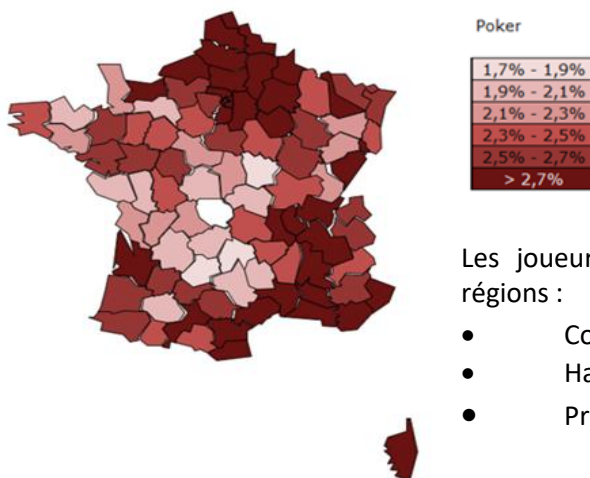 Poker
1,7% - 1,9%
1,9% - 2,1%
2,1% - 2,3%
2,3% - 2,5%
2,5% - 2,7%
> 2,7%
Les joueur
régions :
• Co
• Ha
• Pr